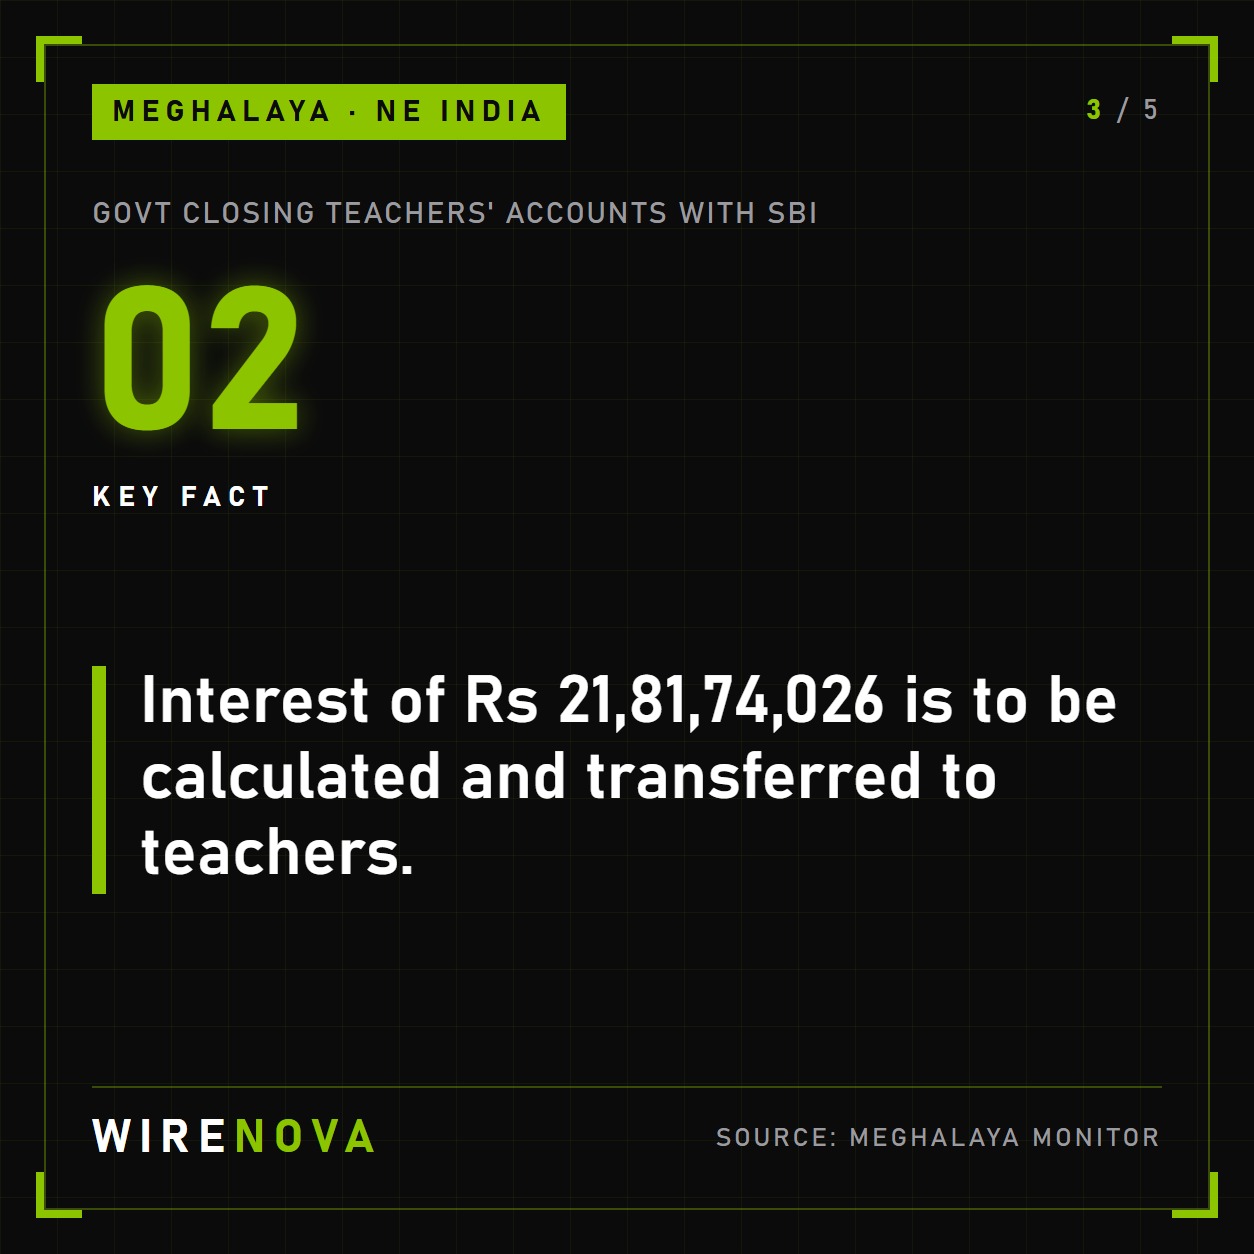 MEGHALAYA · NE INDIA
3 / 5
GOVT CLOSING TEACHERS' ACCOUNTS WITH SBI
02
KEY FACT
Interest of Rs 21,81,74,026 is to be
calculated and transferred to
teachers.
WIRENOVA
SOURCE: MEGHALAYA MONITOR